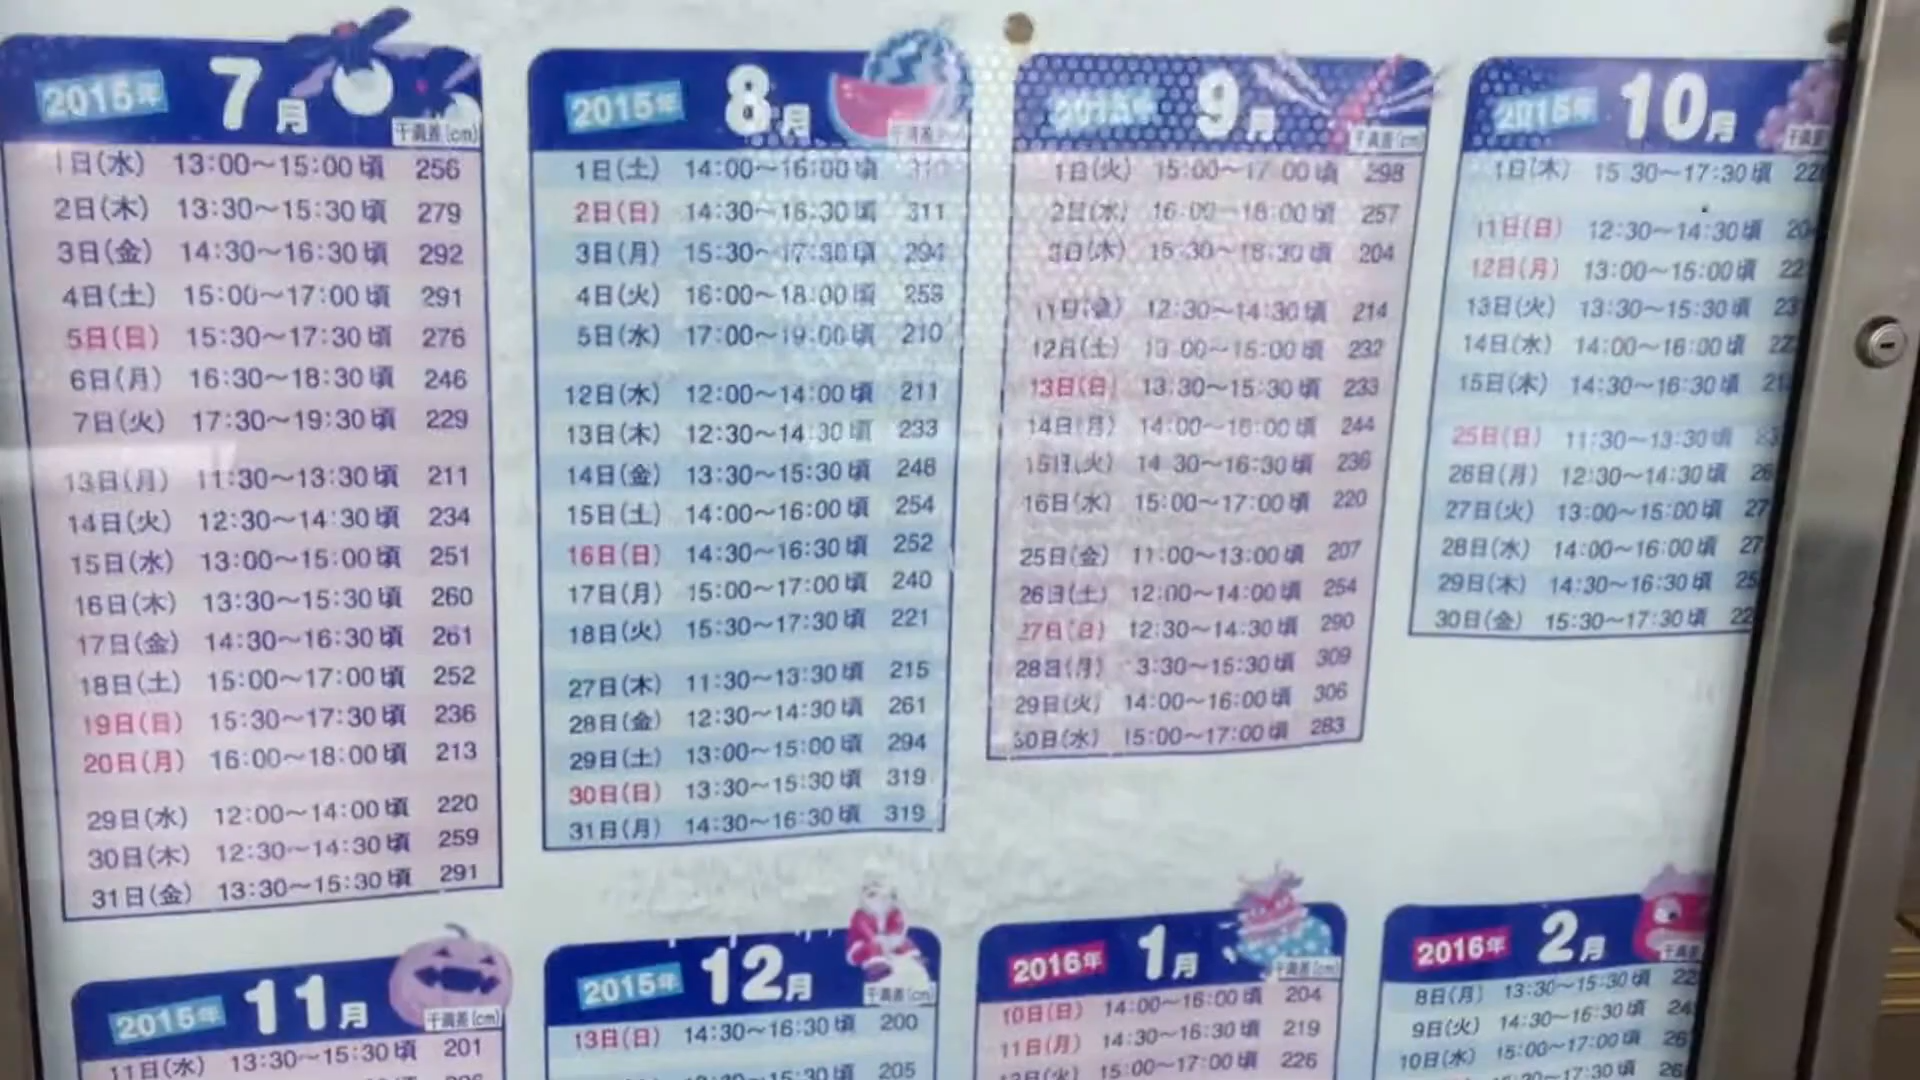 2015年 7月
干満差(cm)
1日(水) 13:00〜15:00頃 256
2日(木) 13:30〜15:30頃 279
3日(金) 14:30〜16:30頃 292
4日(土) 15:00〜17:00頃 291
5日(日) 15:30〜17:30頃 276
6日(月) 16:30〜18:30頃 246
7日(火) 17:30〜19:30頃 229
13日(月) 11:30〜13:30頃 211
14日(火) 12:30〜14:30頃 234
15日(水) 13:00〜15:00頃 251
16日(木) 13:30〜15:30頃 260
17日(金) 14:30〜16:30頃 261
18日(土) 15:00〜17:00頃 252
19日(日) 15:30〜17:30頃 236
20日(月) 16:00〜18:00頃 213
29日(水) 12:00〜14:00頃 220
30日(木) 12:30〜14:30頃 259
31日(金) 13:30〜15:30頃 291
2015年 8月
干満差
1日(土) 14:00〜16:00頃
2日(日) 14:30〜16:30頃 311
3日(月) 15:30〜17:30頃 294
4日(火) 16:00〜18:00頃
5日(水) 17:00〜19:00頃 210
12日(水) 12:00〜14:00頃 211
13日(木) 12:30〜14:30頃 233
14日(金) 13:30〜15:30頃 248
15日(土) 14:00〜16:00頃 254
16日(日) 14:30〜16:30頃 252
17日(月) 15:00〜17:00頃 240
18日(火) 15:30〜17:30頃 221
27日(木) 11:30〜13:30頃 215
28日(金) 12:30〜14:30頃 261
29日(土) 13:00〜15:00頃 294
30日(日) 13:30〜15:30頃 319
31日(月) 14:30〜16:30頃 319
2015年 9月
干満差(cm)
1日(火) 15:00〜17:00頃 298
2日(水) 16:00〜18:00頃 257
3日(木) 頃 204
11日(金) 12:30〜14:30頃 214
12日(土) 13:00〜15:00頃 232
13日(日) 13:30〜15:30頃 233
14日(月) 14:00〜16:00頃 244
15日(火) 14:30〜16:30頃 236
16日(水) 15:00〜17:00頃 220
25日(金) 11:00〜13:00頃 207
26日(土) 12:00〜14:00頃 254
27日(日) 12:30〜14:30頃 290
28日(月) 13:30〜15:30頃 309
29日(火) 14:00〜16:00頃 306
30日(水) 15:00〜17:00頃 283
2015年 10月
干満差
1日(木) 15:30〜17:30頃
11日(日) 12:30〜14:30頃
12日(月) 13:00〜15:00頃
13日(火) 13:30〜15:30頃
14日(水) 14:00〜16:00頃
15日(木) 14:30〜16:30頃
25日(日) 11:30〜13:30頃
26日(月) 12:30〜14:30頃
27日(火) 13:00〜15:00頃
28日(水) 14:00〜16:00頃
29日(木) 14:30〜16:30頃
30日(金) 15:30〜17:30頃
2015年 11月
干満差(cm)
11日(水) 13:30〜15:30頃 201
2015年 12月
干満差(cm)
13日(日) 14:30〜16:30頃 200
205
2016年 1月
干満差(cm)
10日(日) 14:00〜16:00頃 204
11日(月) 14:30〜16:30頃 219
12日(火) 15:00〜17:00頃 226
2016年 2月
干満差
8日(月) 13:30〜15:30頃
9日(火) 14:30〜16:30頃
10日(水) 15:00〜17:00頃